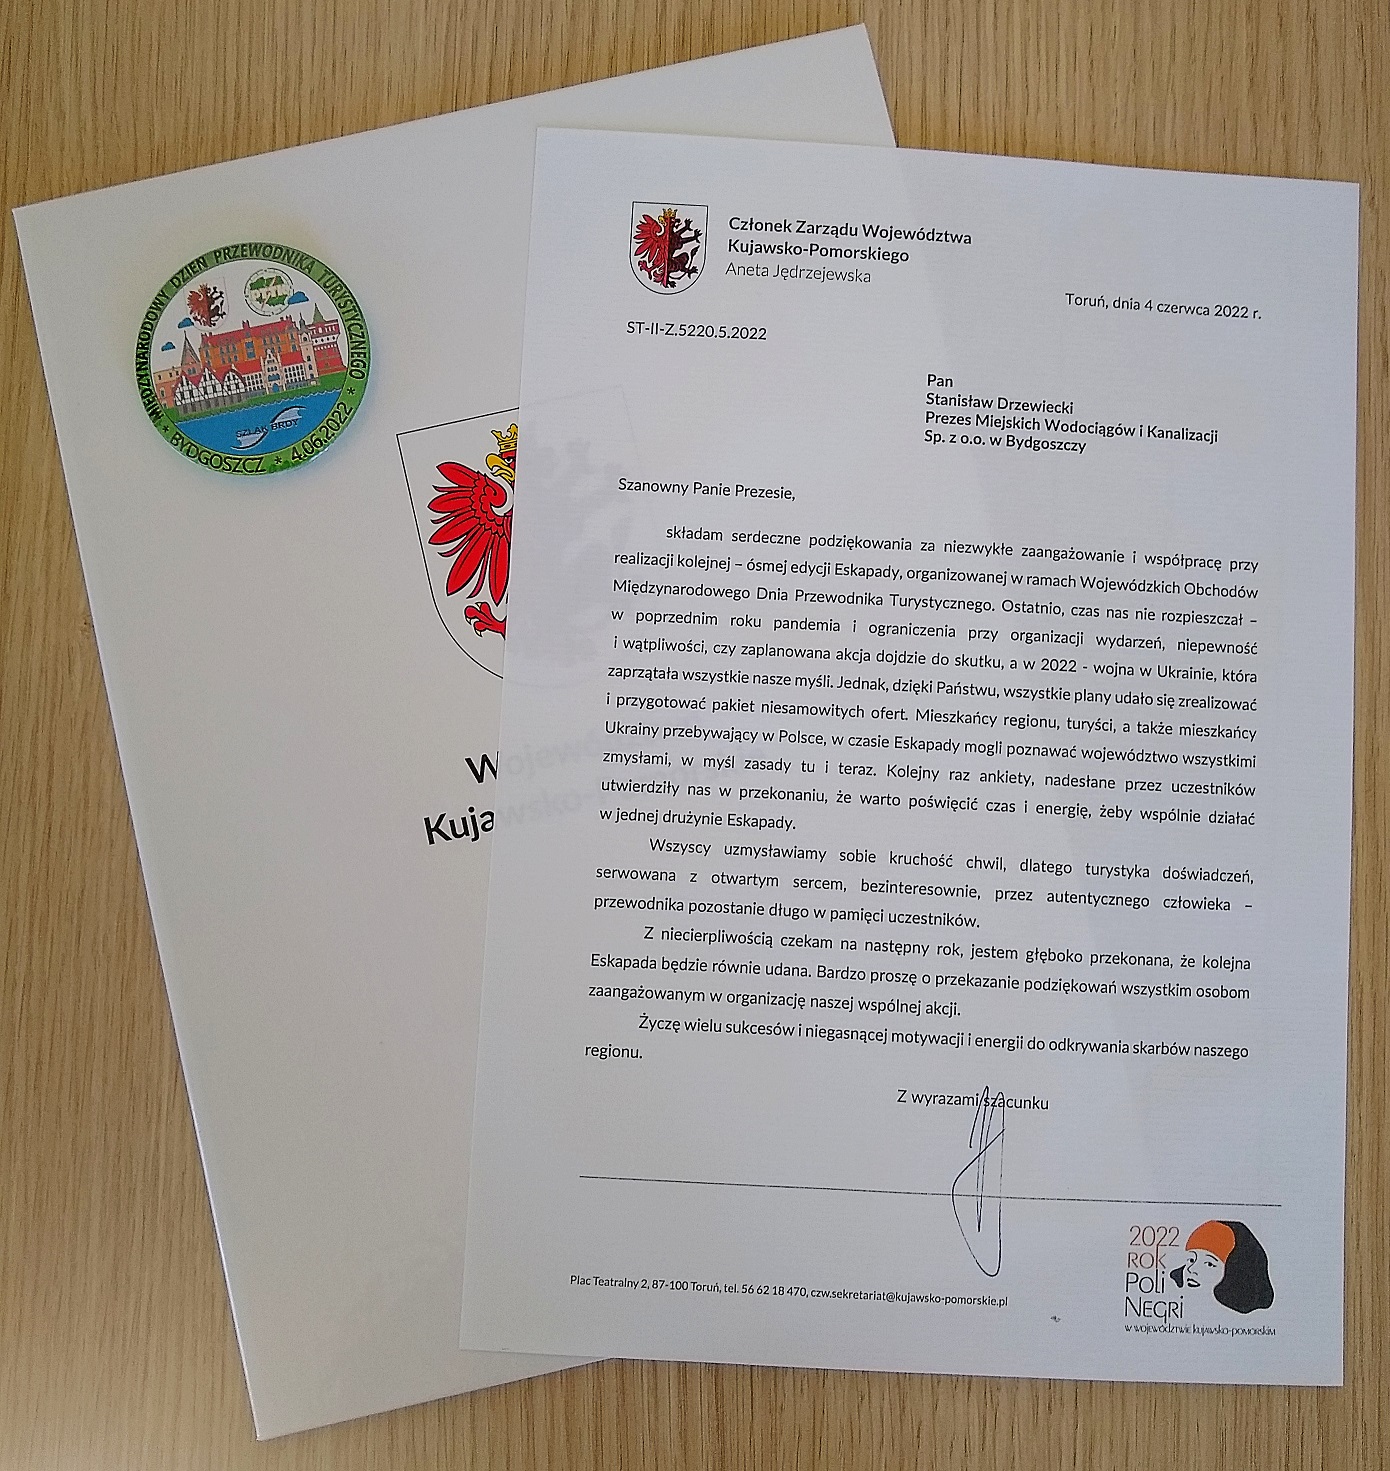 MIĘDZYNARODOWY DZIEŃ PRZEWODNIKA TURYSTYCZNEGO
* BYDGOSZCZ * 4.06.2022 *
SZLAK BRDY
W
Kuja
Członek Zarządu Województwa
Kujawsko-Pomorskiego
Aneta Jędrzejewska
Toruń, dnia 4 czerwca 2022 r.
ST-II-Z.5220.5.2022
Pan
Stanisław Drzewiecki
Prezes Miejskich Wodociągów i Kanalizacji
Sp. z o.o. w Bydgoszczy
Szanowny Panie Prezesie,
składam serdeczne podziękowania za niezwykłe zaangażowanie i współpracę przy
realizacji kolejnej – ósmej edycji Eskapady, organizowanej w ramach Wojewódzkich Obchodów
Międzynarodowego Dnia Przewodnika Turystycznego. Ostatnio, czas nas nie rozpieszczał –
w poprzednim roku pandemia i ograniczenia przy organizacji wydarzeń, niepewność
i wątpliwości, czy zaplanowana akcja dojdzie do skutku, a w 2022 - wojna w Ukrainie, która
zaprzątała wszystkie nasze myśli. Jednak, dzięki Państwu, wszystkie plany udało się zrealizować
i przygotować pakiet niesamowitych ofert. Mieszkańcy regionu, turyści, a także mieszkańcy
Ukrainy przebywający w Polsce, w czasie Eskapady mogli poznawać województwo wszystkimi
zmysłami, w myśl zasady tu i teraz. Kolejny raz ankiety, nadesłane przez uczestników
utwierdziły nas w przekonaniu, że warto poświęcić czas i energię, żeby wspólnie działać
w jednej drużynie Eskapady.
Wszyscy uzmysławiamy sobie kruchość chwil, dlatego turystyka doświadczeń,
serwowana z otwartym sercem, bezinteresownie, przez autentycznego człowieka –
przewodnika pozostanie długo w pamięci uczestników.
Z niecierpliwością czekam na następny rok, jestem głęboko przekonana, że kolejna
Eskapada będzie równie udana. Bardzo proszę o przekazanie podziękowań wszystkim osobom
zaangażowanym w organizację naszej wspólnej akcji.
Życzę wielu sukcesów i niegasnącej motywacji i energii do odkrywania skarbów naszego
regionu.
Z wyrazami szacunku
Plac Teatralny 2, 87-100 Toruń, tel. 56 62 18 470, czw.sekretariat@kujawsko-pomorskie.pl
2022
ROK
POLI
NEGRI
w województwie kujawsko-pomorskim